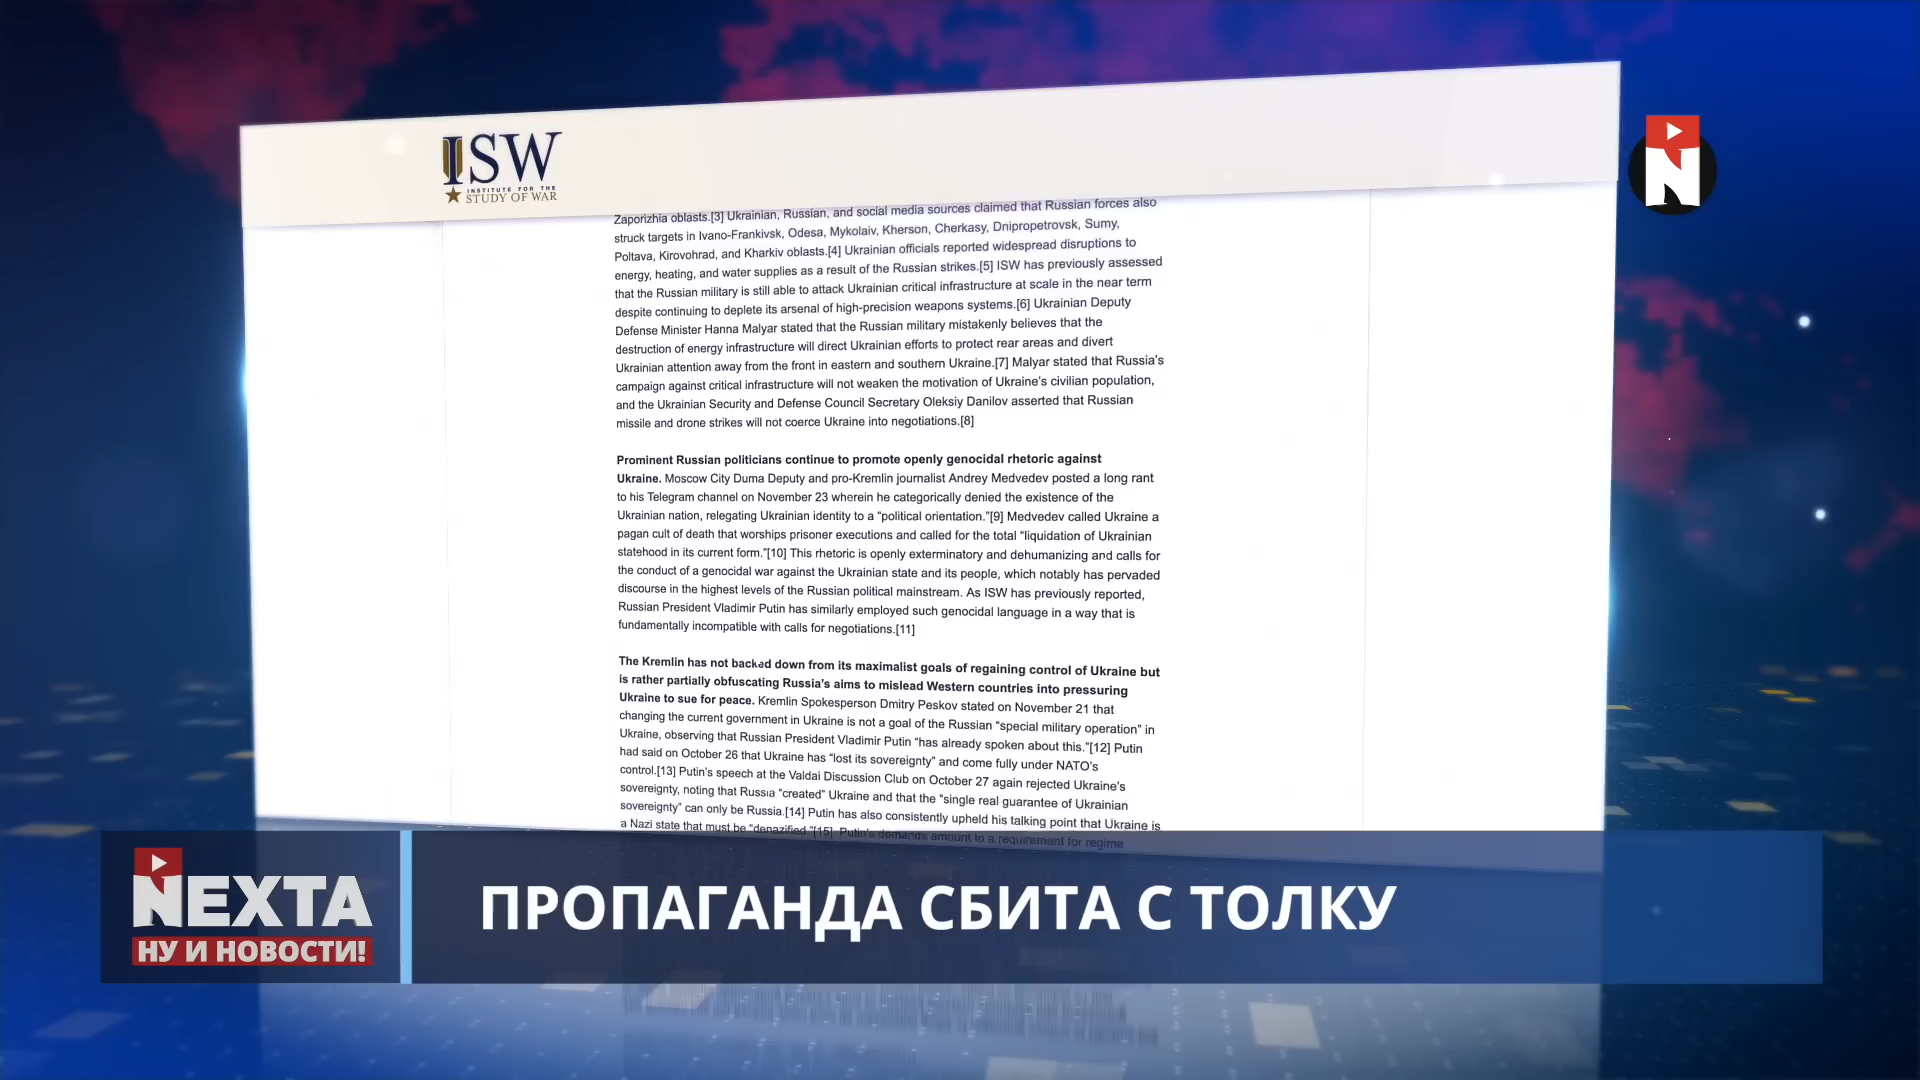 ISW
INSTITUTE FOR THE
STUDY OF WAR
Zaporizhia oblasts.[3] Ukrainian, Russian, and social media sources claimed that Russian forces also
struck targets in Ivano-Frankivsk, Odesa, Mykolaiv, Kherson, Cherkasy, Dnipropetrovsk, Sumy,
Poltava, Kirovohrad, and Kharkiv oblasts.[4] Ukrainian officials reported widespread disruptions to
energy, heating, and water supplies as a result of the Russian strikes.[5] ISW has previously assessed
that the Russian military is still able to attack Ukrainian critical infrastructure at scale in the near term
despite continuing to deplete its arsenal of high-precision weapons systems.[6] Ukrainian Deputy
Defense Minister Hanna Malyar stated that the Russian military mistakenly believes that the
destruction of energy infrastructure will direct Ukrainian efforts to protect rear areas and divert
Ukrainian attention away from the front in eastern and southern Ukraine.[7] Malyar stated that Russia’s
campaign against critical infrastructure will not weaken the motivation of Ukraine’s civilian population,
and the Ukrainian Security and Defense Council Secretary Oleksiy Danilov asserted that Russian
missile and drone strikes will not coerce Ukraine into negotiations.[8]
Prominent Russian politicians continue to promote openly genocidal rhetoric against
Ukraine. Moscow City Duma Deputy and pro-Kremlin journalist Andrey Medvedev posted a long rant
to his Telegram channel on November 23 wherein he categorically denied the existence of the
Ukrainian nation, relegating Ukrainian identity to a “political orientation.”[9] Medvedev called Ukraine a
pagan cult of death that worships prisoner executions and called for the total “liquidation of Ukrainian
statehood in its current form.”[10] This rhetoric is openly exterminatory and dehumanizing and calls for
the conduct of a genocidal war against the Ukrainian state and its people, which notably has pervaded
discourse in the highest levels of the Russian political mainstream. As ISW has previously reported,
Russian President Vladimir Putin has similarly employed such genocidal language in a way that is
fundamentally incompatible with calls for negotiations.[11]
The Kremlin has not backed down from its maximalist goals of regaining control of Ukraine but
is rather partially obfuscating Russia’s aims to mislead Western countries into pressuring
Ukraine to sue for peace. Kremlin Spokesperson Dmitry Peskov stated on November 21 that
changing the current government in Ukraine is not a goal of the Russian “special military operation” in
Ukraine, observing that Russian President Vladimir Putin “has already spoken about this.”[12] Putin
had said on October 26 that Ukraine has “lost its sovereignty” and come fully under NATO’s
control.[13] Putin’s speech at the Valdai Discussion Club on October 27 again rejected Ukraine’s
sovereignty, noting that Russia “created” Ukraine and that the “single real guarantee of Ukrainian
sovereignty” can only be Russia.[14] Putin has also consistently upheld his talking point that Ukraine is
a Nazi state that must be “denazified.”[15] Putin’s demands amount to a requirement for regime
NEXTA
НУ И НОВОСТИ!
ПРОПАГАНДА СБИТА С ТОЛКУ